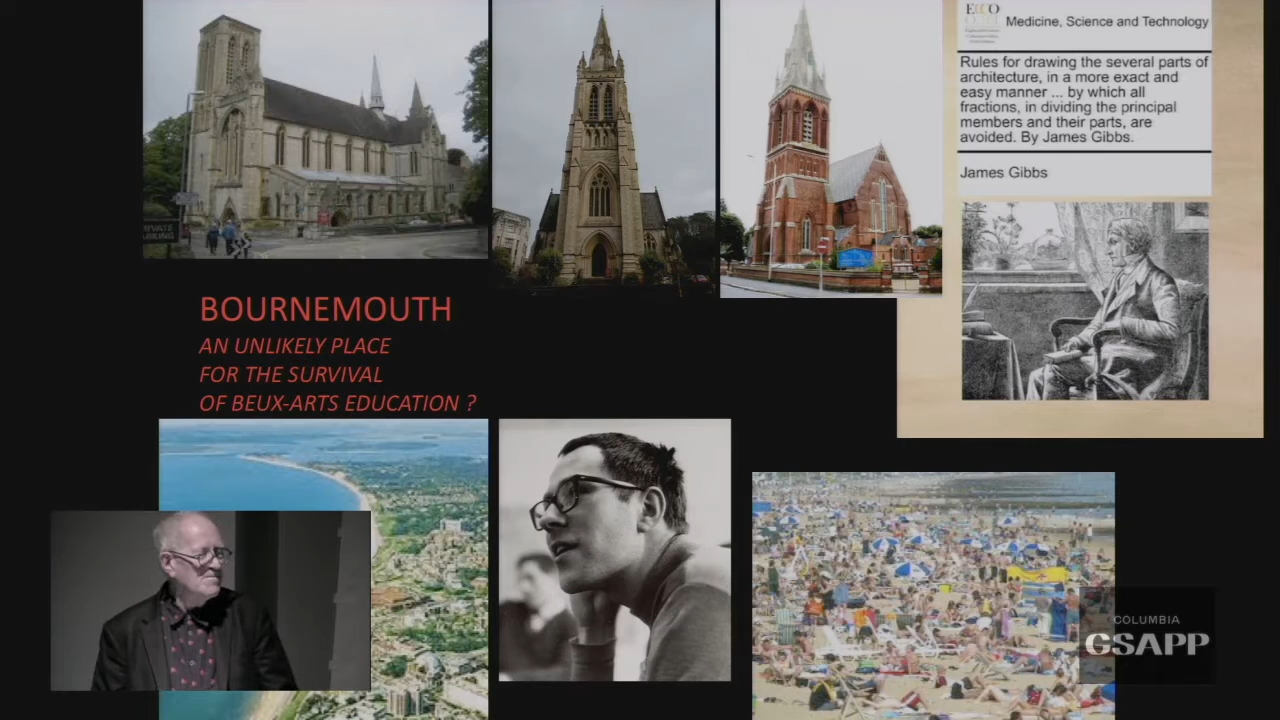 Medicine, Science and Technology
Rules for drawing the several parts of
architecture, in a more exact and
easy manner ... by which all
fractions, in dividing the principal
members and their parts, are
avoided. By James Gibbs.
James Gibbs
BOURNEMOUTH
AN UNLIKELY PLACE
FOR THE SURVIVAL
OF BEUX-ARTS EDUCATION ?
COLUMBIA
GSAPP